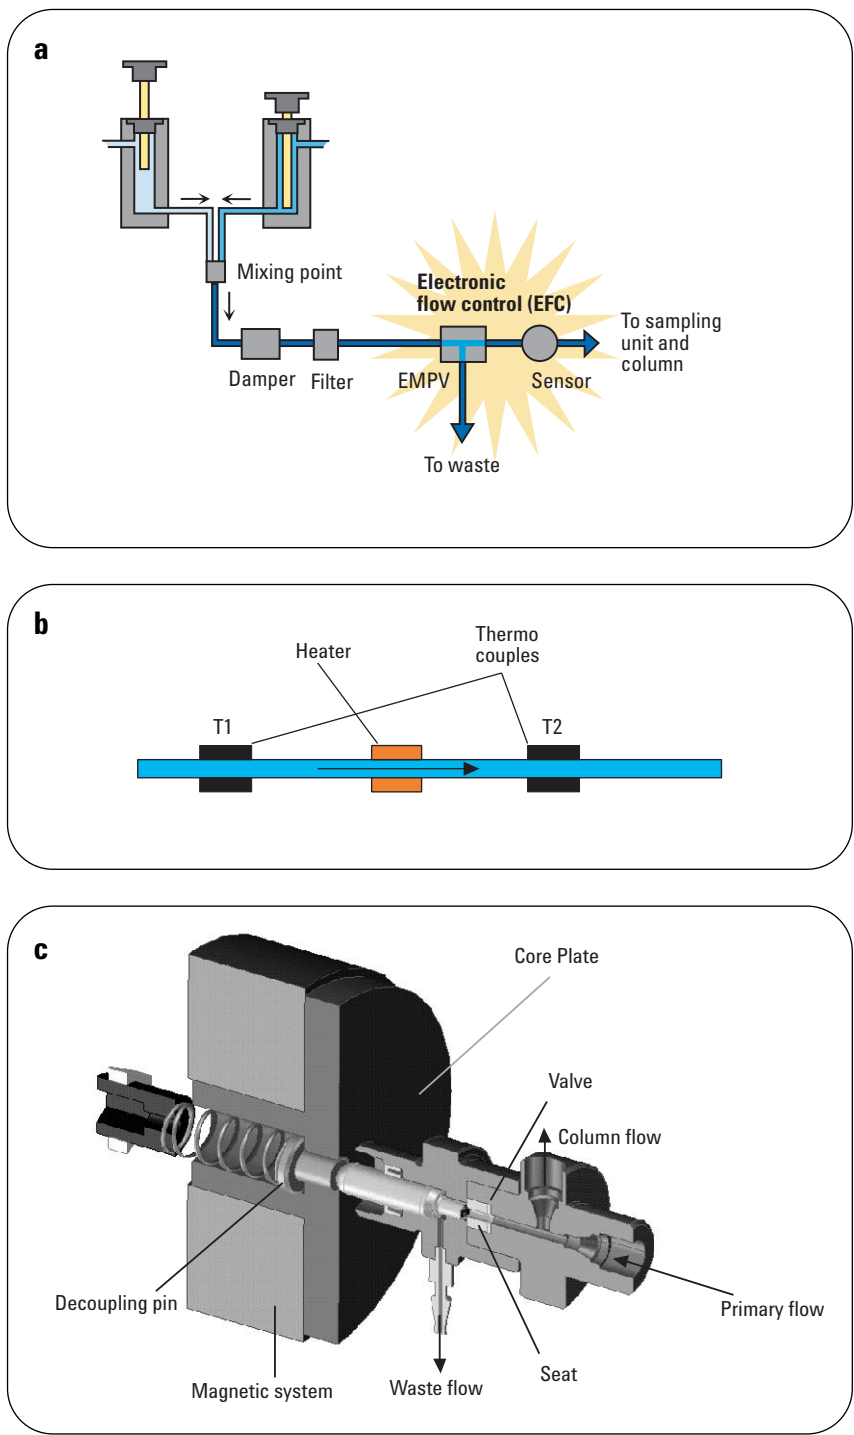 a
Mixing point
Electronic
flow control (EFC)
To sampling
unit and
column
Damper
Filter
EMPV
Sensor
To waste
b
Thermo
couples
Heater
T1
T2
c
Core Plate
Valve
Column flow
Decoupling pin
Primary flow
Seat
Magnetic system
Waste flow